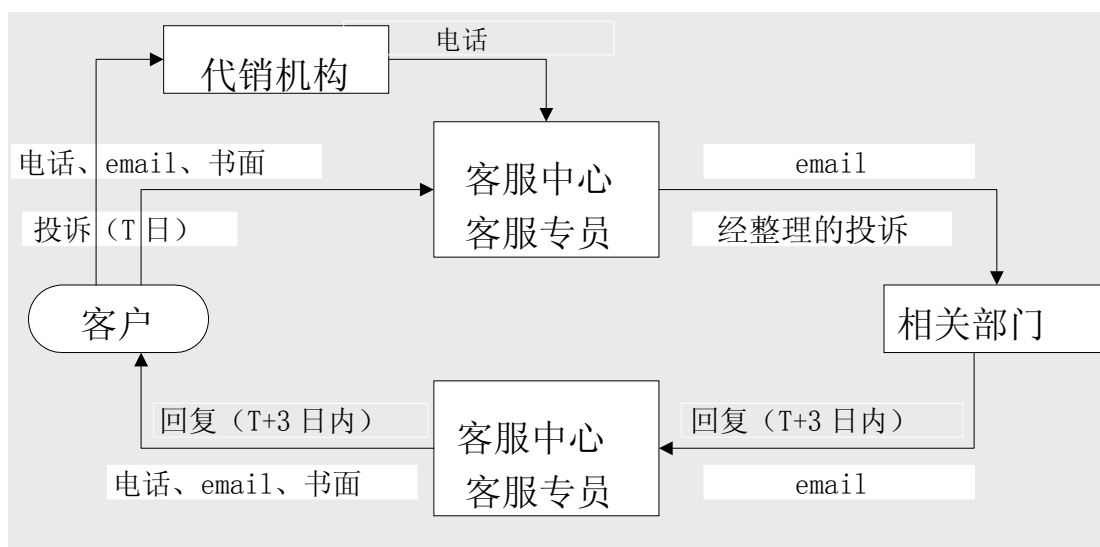 电话
代销机构
电话、email、书面
客服中心
客服专员
email
投诉（T 日）
经整理的投诉
客户
相关部门
回复（T+3 日内）
客服中心
客服专员
回复（T+3 日内）
电话、email、书面
email